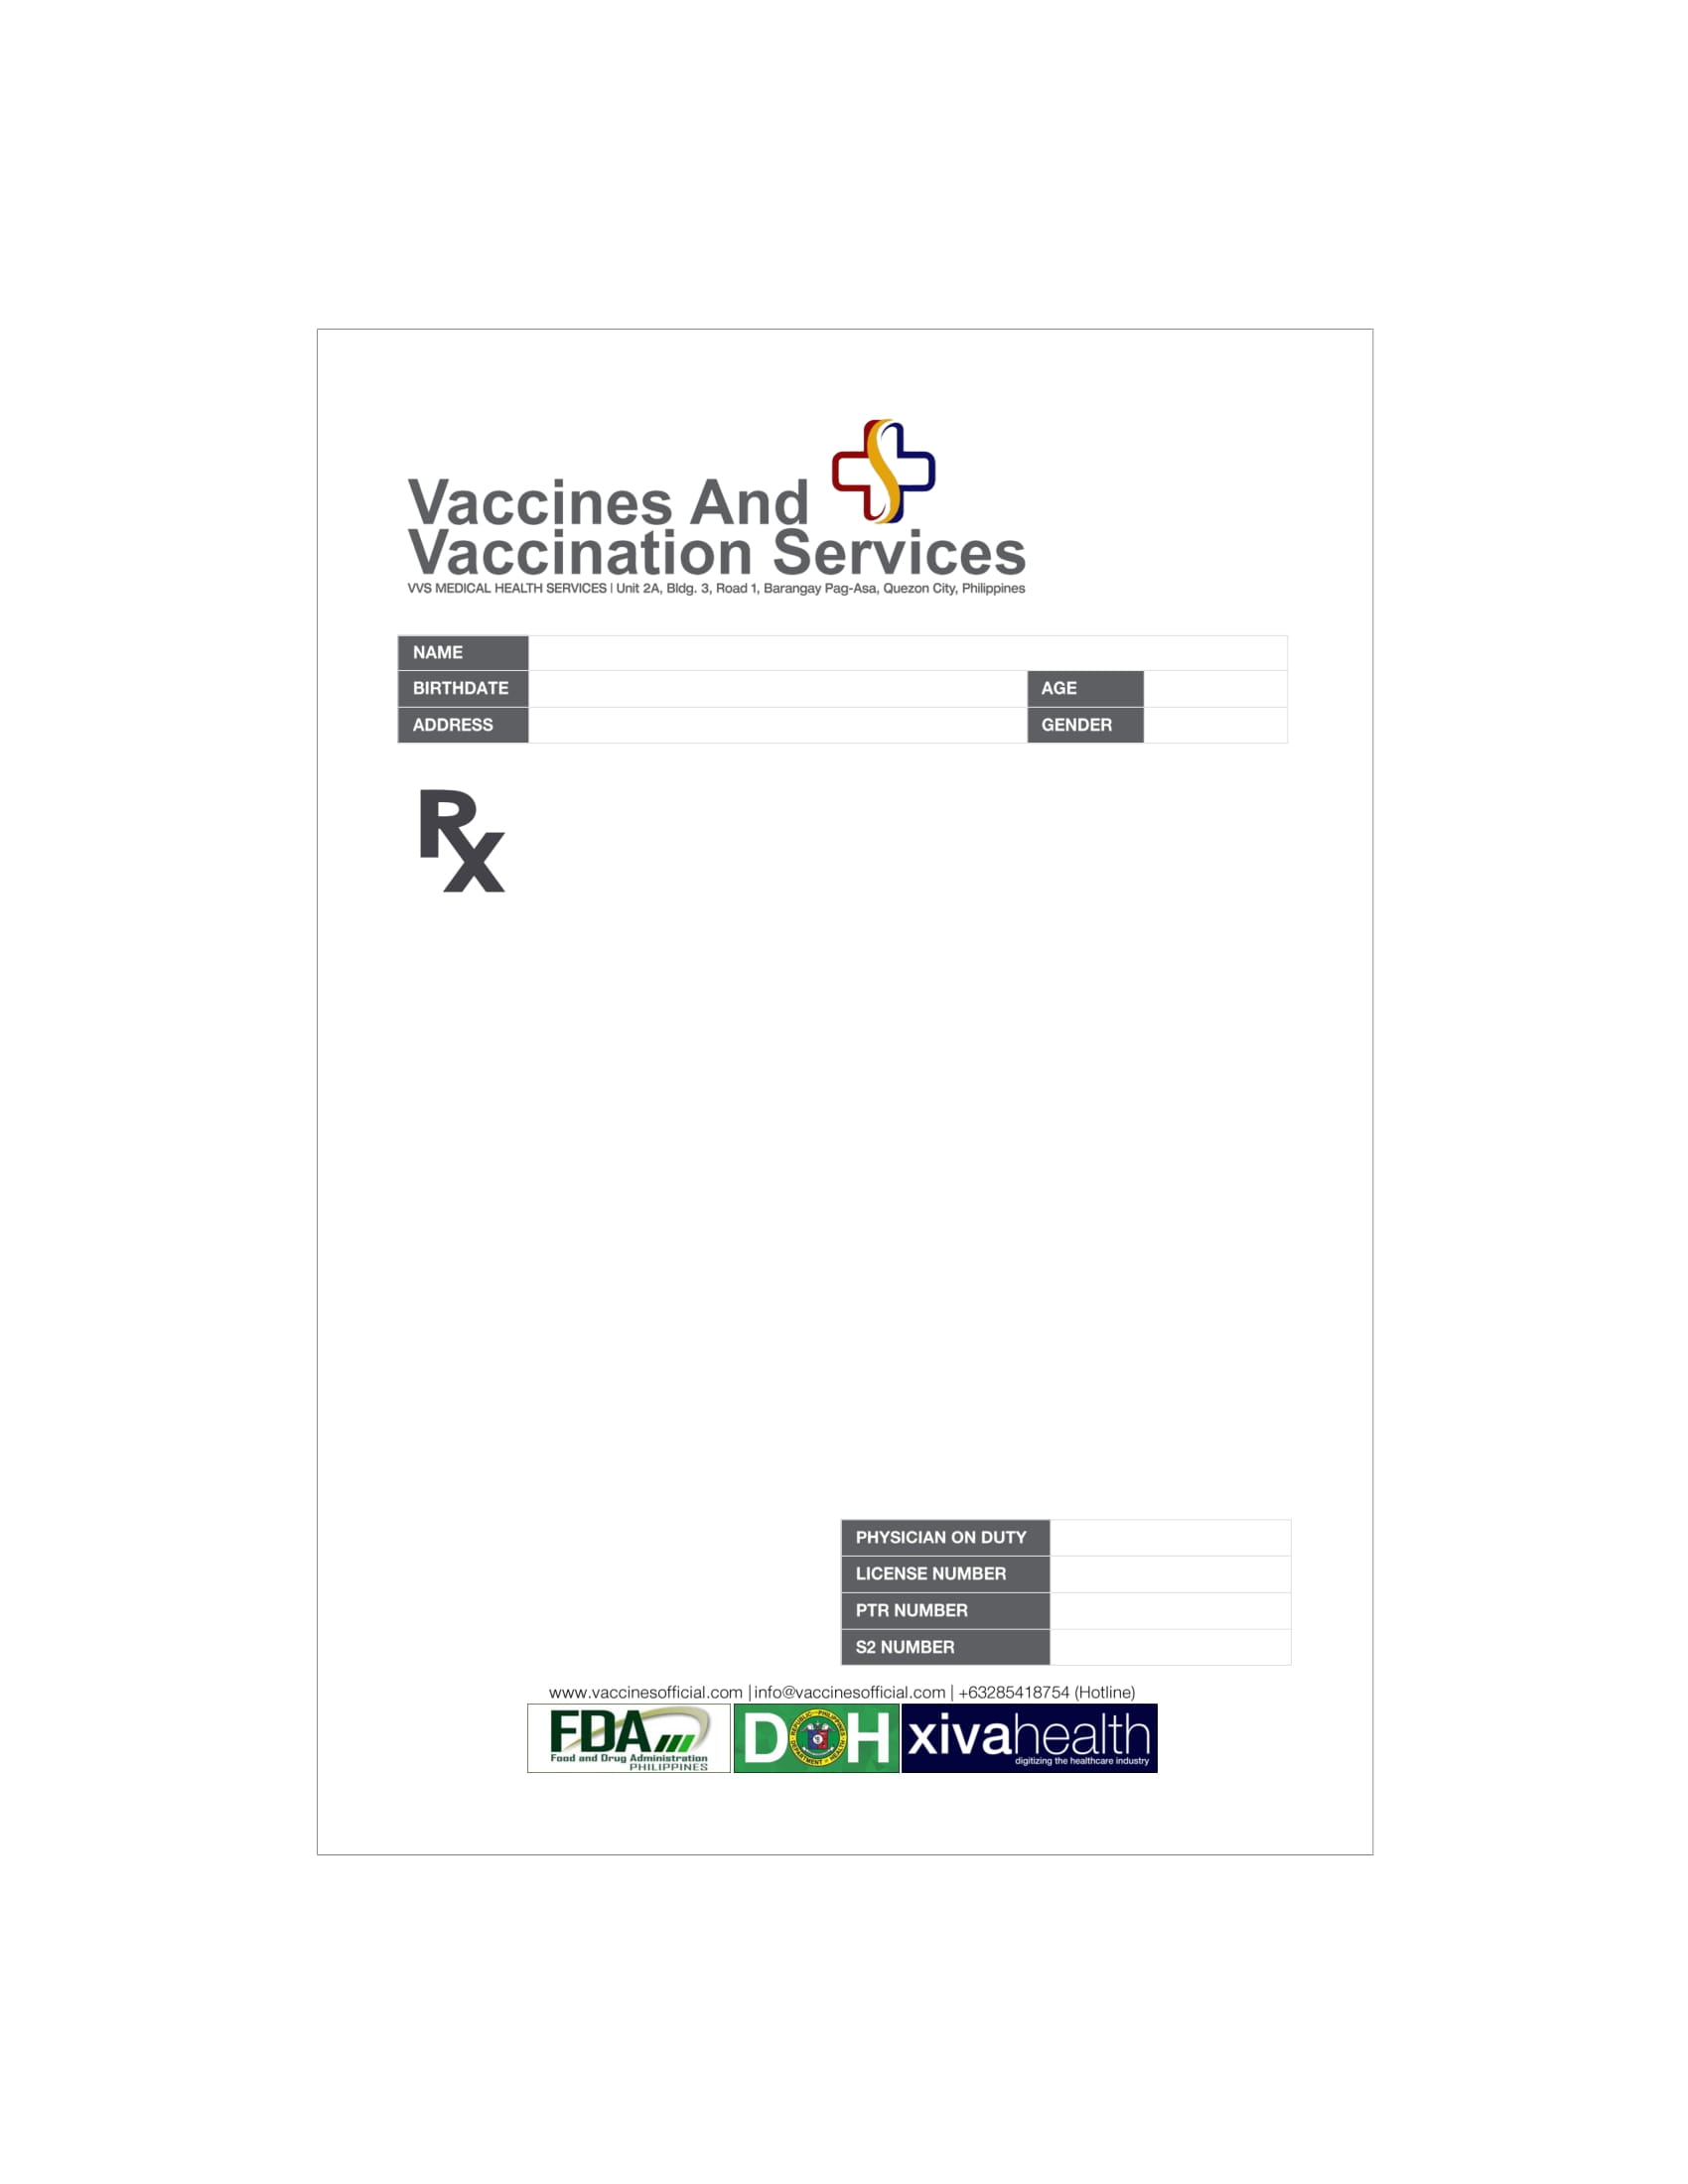 Vaccines And
Vaccination Services
VVS MEDICAL HEALTH SERVICES | Unit 2A, Bldg. 3, Road 1, Barangay Pag-Asa, Quezon City, Philippines
NAME
BIRTHDATE AGE
ADDRESS GENDER
Rx
PHYSICIAN ON DUTY
LICENSE NUMBER
PTR NUMBER
S2 NUMBER
www.vaccinesofficial.com | info@vaccinesofficial.com | +63285418754 (Hotline)
FDA DOH xivahealth
Food and Drug Administration digitizing the healthcare industry
PHILIPPINES